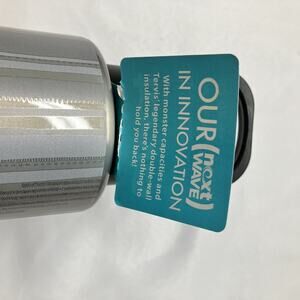 OUR (next
WAVE)
IN INNOVATION
With monster capacities and
Tervis' legendary double-wall
insulation, there's nothing to
hold you back!